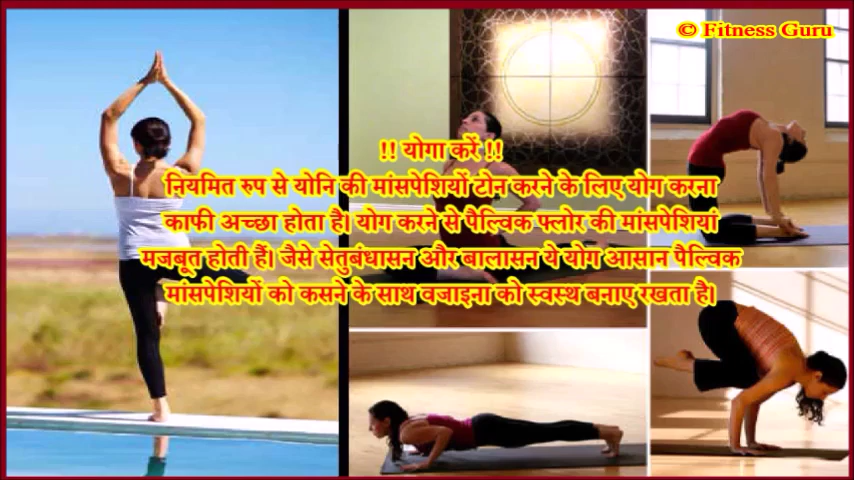 © Fitness Guru
!! योगा करें !!
नियमित रुप से योनि की मांसपेशियों टोन करने के लिए योग करना
काफी अच्छा होता है। योग करने से पैल्विक फ्लोर की मांसपेशियां
मजबूत होती हैं। जैसे सेतुबंधासन और बालासन ये योग आसान पैल्विक
मांसपेशियों को कसने के साथ वजाइना को स्वस्थ बनाए रखता है।